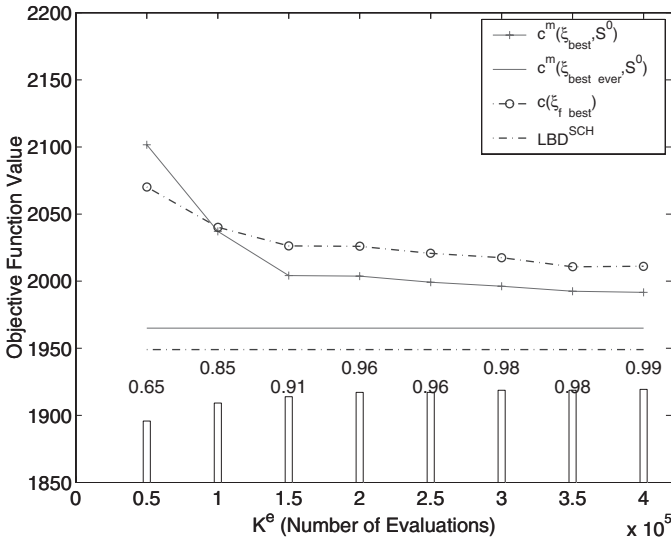 2200
2150
2100
2050
2000
1950
1900
1850
Objective Function Value
c^m(ξ_best,S^0)
c^m(ξ_best ever,S^0)
c(ξ_f best)
LBD^SCH
0.65 0.85 0.91 0.96 0.96 0.98 0.98 0.99
0 0.5 1 1.5 2 2.5 3 3.5 4
K^e (Number of Evaluations)
x 10^5